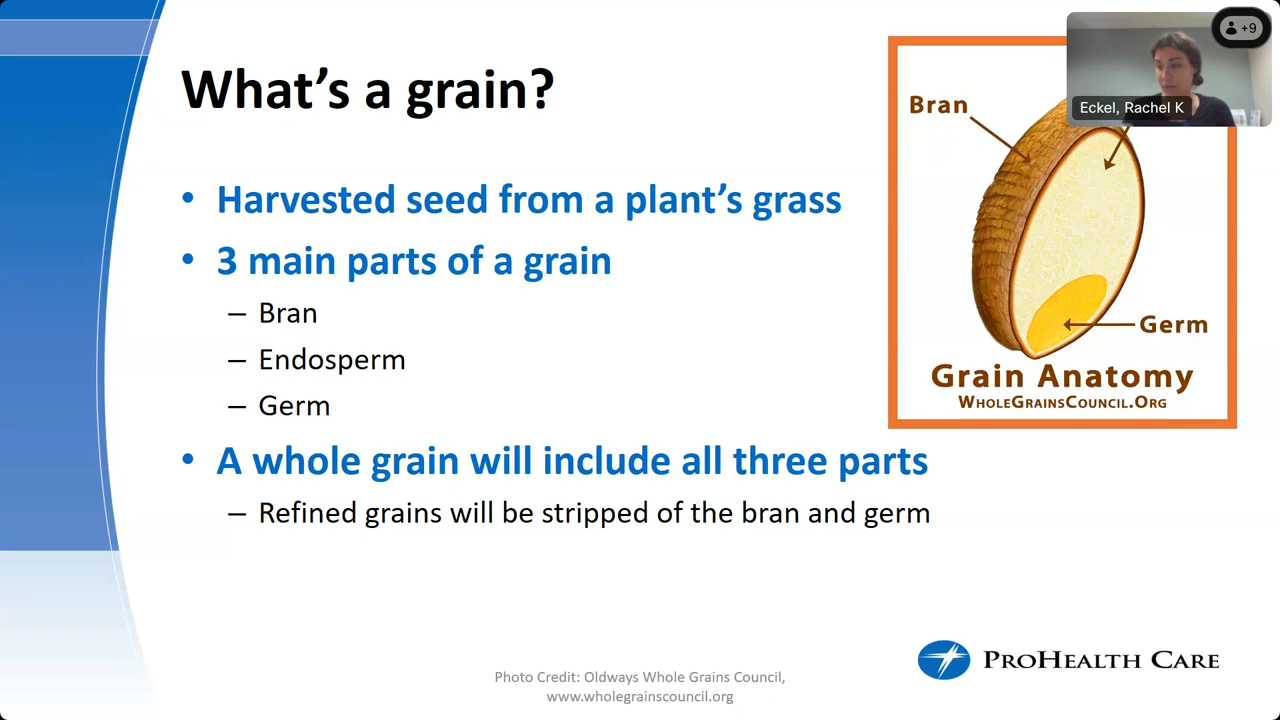 What's a grain?
• Harvested seed from a plant's grass
• 3 main parts of a grain
– Bran
– Endosperm
– Germ
• A whole grain will include all three parts
– Refined grains will be stripped of the bran and germ
Bran
Germ
Grain Anatomy
WholeGrainsCouncil.Org
+9
Eckel, Rachel K
Photo Credit: Oldways Whole Grains Council,
www.wholegrainscouncil.org
ProHealth Care